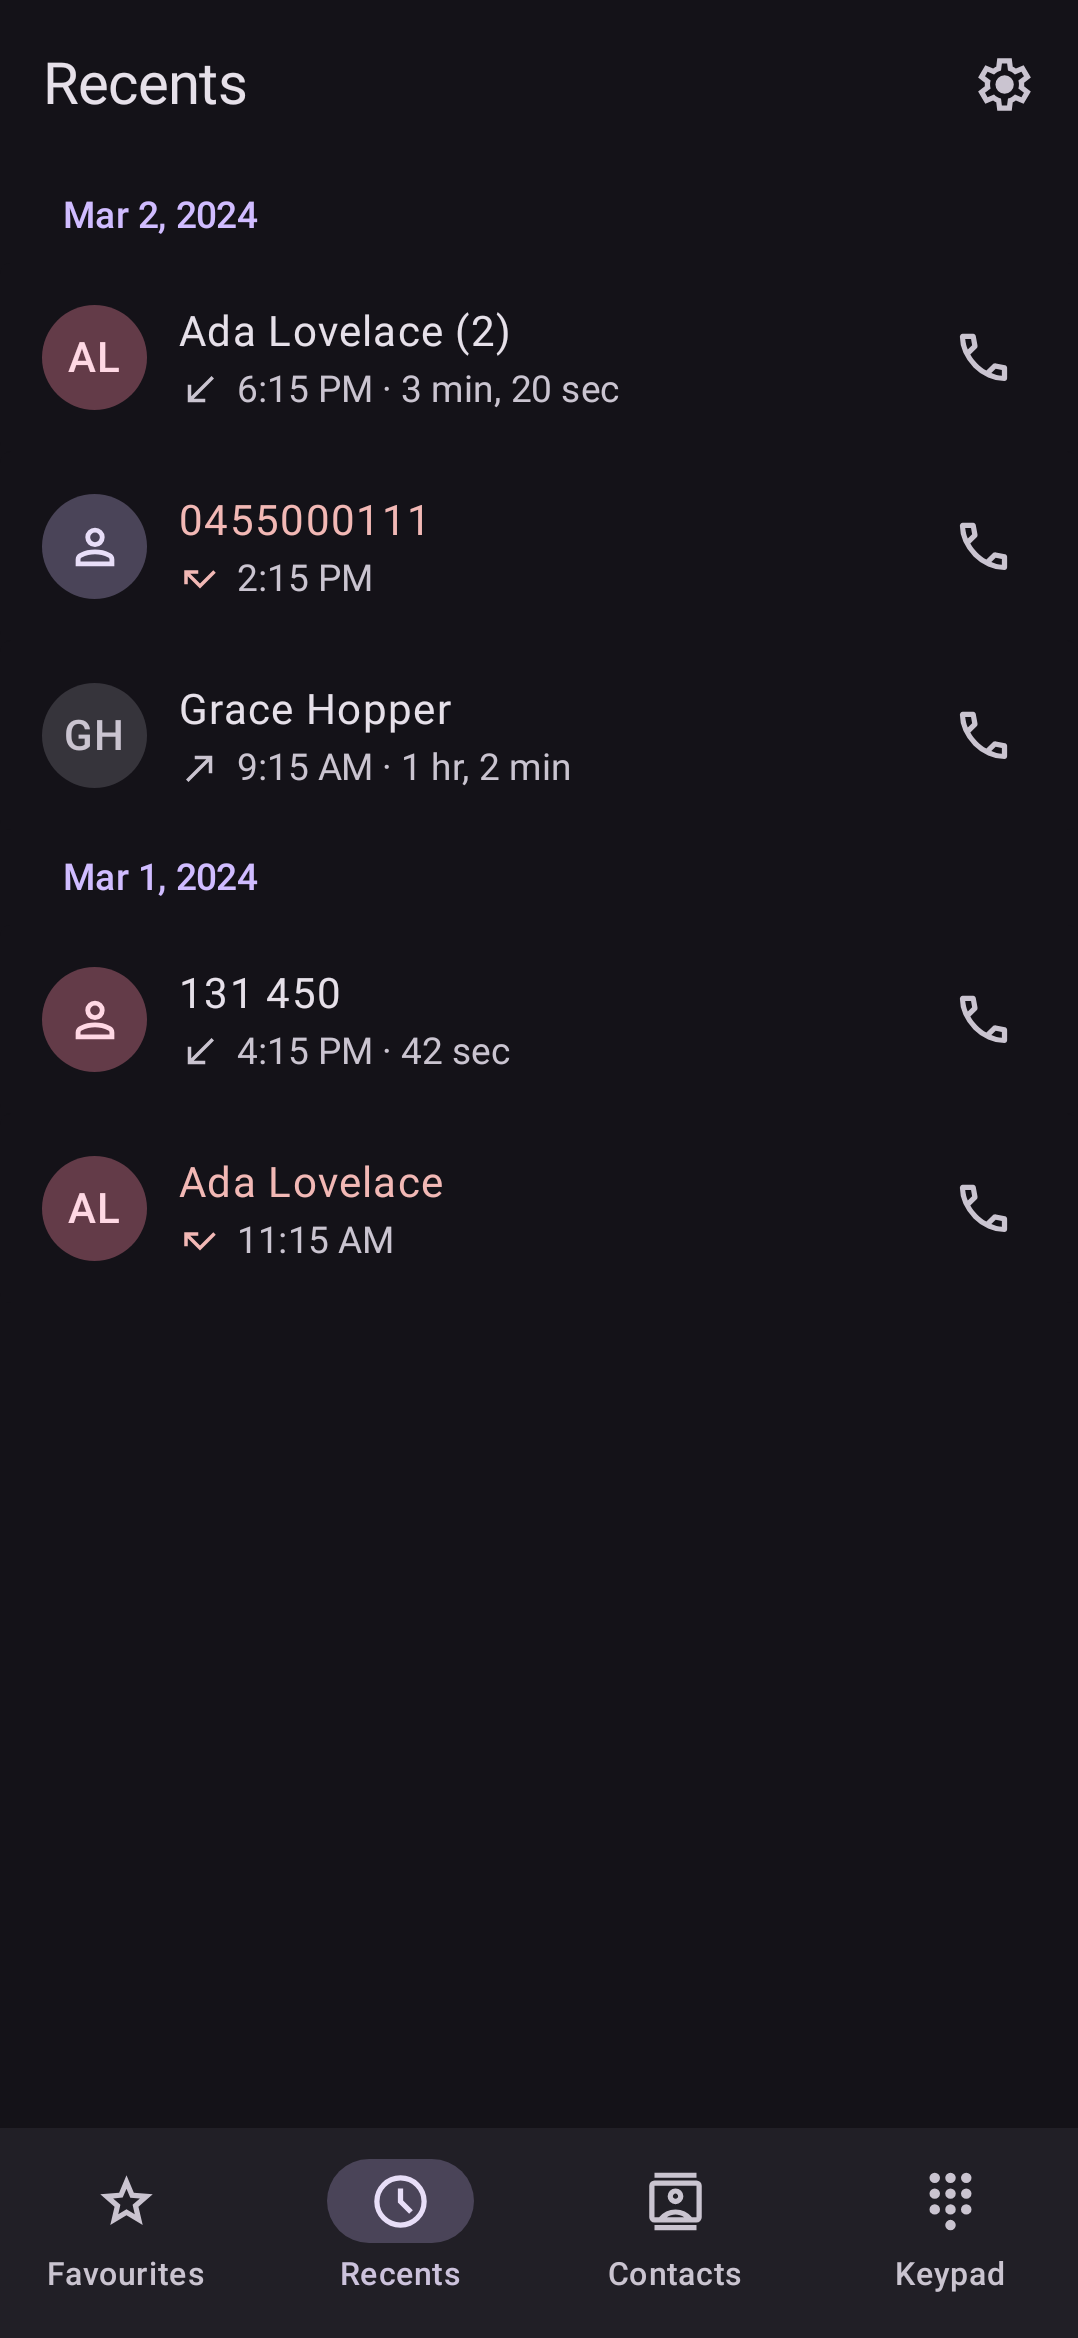 Recents
Mar 2, 2024
AL
Ada Lovelace (2)
6:15 PM · 3 min, 20 sec
0455000111
2:15 PM
GH
Grace Hopper
9:15 AM · 1 hr, 2 min
Mar 1, 2024
131 450
4:15 PM · 42 sec
AL
Ada Lovelace
11:15 AM
Favourites
Recents
Contacts
Keypad